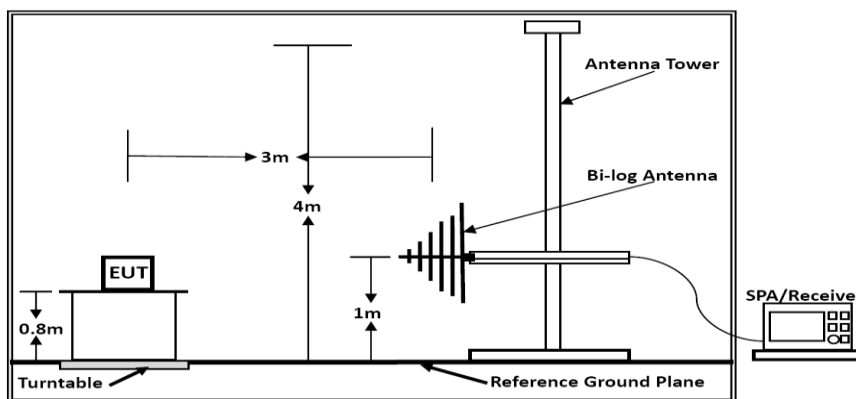 Antenna Tower
3m
Bi-log Antenna
4m
EUT
SPA/Receive
0.8m
1m
Turntable
Reference Ground Plane